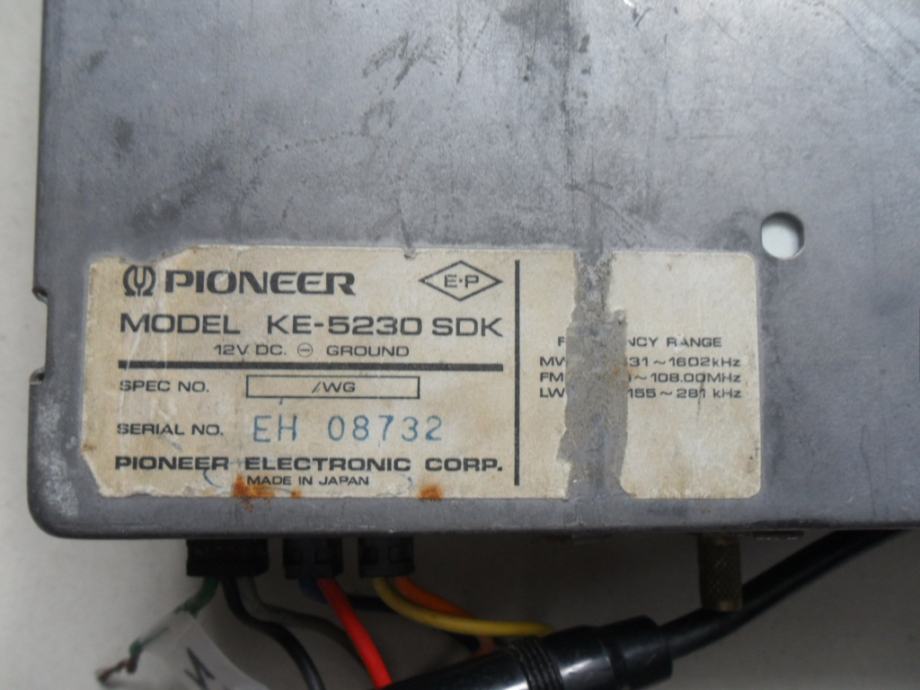 PIONEER
E·P
MODEL KE-5230 SDK
12V DC. ⊖ GROUND
SPEC NO. /WG
SERIAL NO. EH 08732
PIONEER ELECTRONIC CORP.
MADE IN JAPAN
RANGE
MW 31~1602kHz
FM ~108.00MHz
LW 155~281 kHz